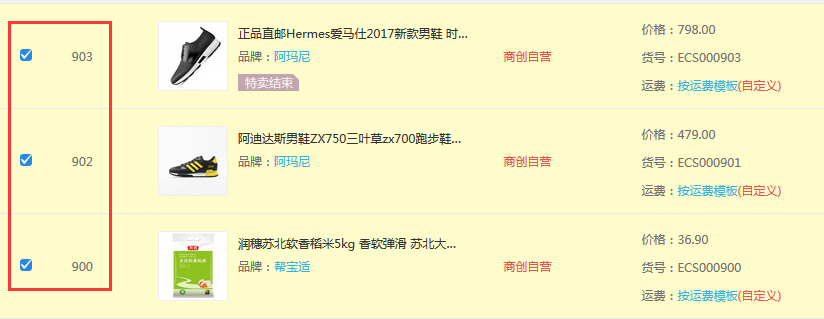 903
正品直邮Hermes爱马仕2017新款男鞋 时...
品牌：阿玛尼
特卖结束
商创自营
价格：798.00
货号：ECS000903
运费：按运费模板(自定义)
902
阿迪达斯男鞋ZX750三叶草zx700跑步鞋...
品牌：阿玛尼
商创自营
价格：479.00
货号：ECS000901
运费：按运费模板(自定义)
900
润穗苏北软香稻米5kg 香软弹滑 苏北大...
品牌：帮宝适
商创自营
价格：36.90
货号：ECS000900
运费：按运费模板(自定义)